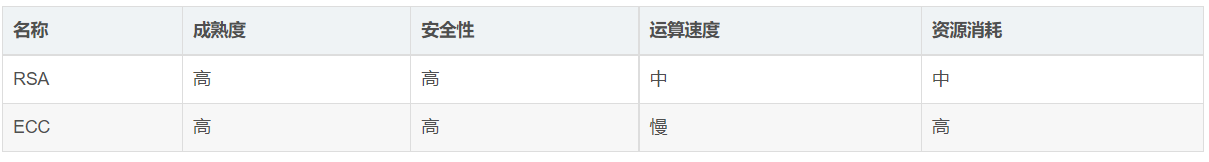 名称 成熟度 安全性 运算速度 资源消耗
RSA 高 高 中 中
ECC 高 高 慢 高